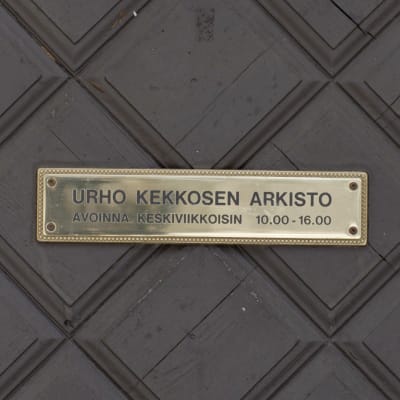 URHO KEKKOSEN ARKISTO
AVOINNA KESKIVIIKKOISIN 10.00-16.00